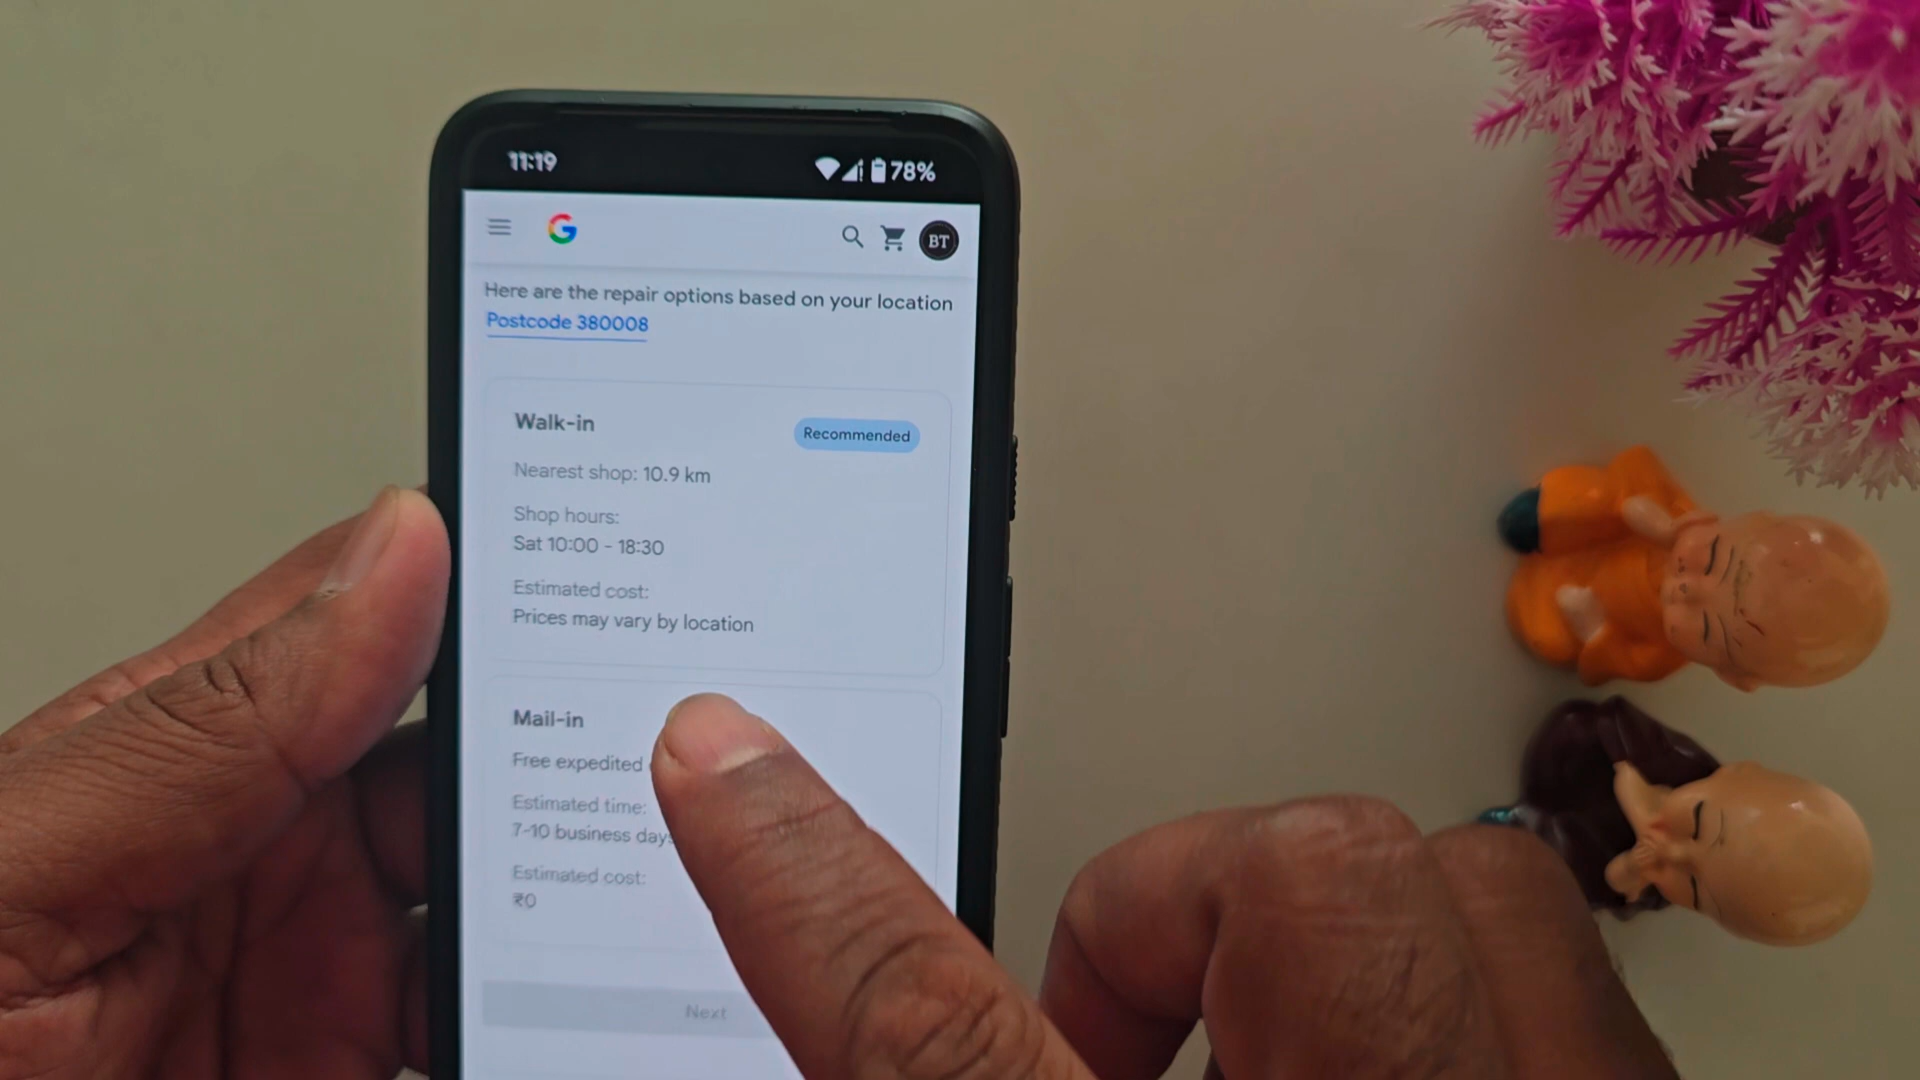 11:19
78%
G
BT
Here are the repair options based on your location
Postcode 380008
Walk-in
Recommended
Nearest shop: 10.9 km
Shop hours:
Sat 10:00 - 18:30
Estimated cost:
Prices may vary by location
Mail-in
Free expedited
Estimated time:
7-10 business days
Estimated cost:
₹0
Next